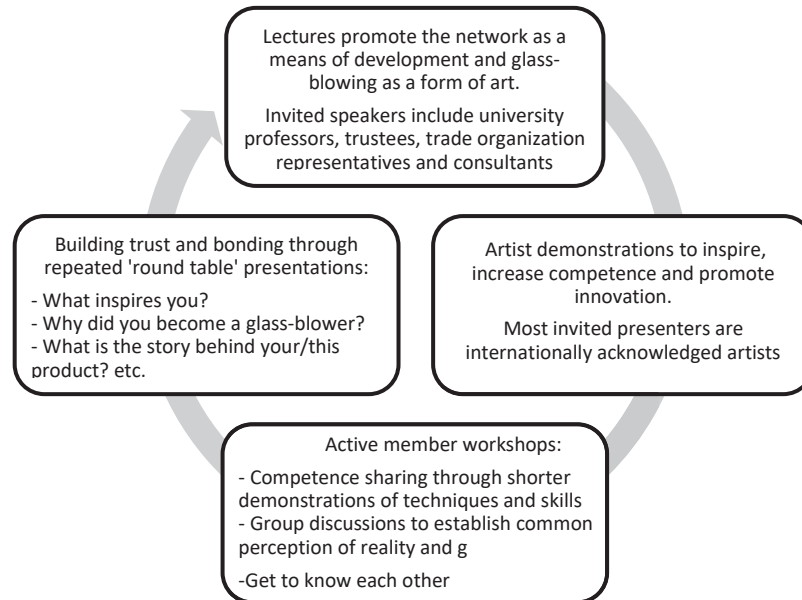 Lectures promote the network as a
means of development and glass-
blowing as a form of art.
Invited speakers include university
professors, trustees, trade organization
representatives and consultants
Artist demonstrations to inspire,
increase competence and promote
innovation.
Most invited presenters are
internationally acknowledged artists
Active member workshops:
- Competence sharing through shorter
demonstrations of techniques and skills
- Group discussions to establish common
perception of reality and g
-Get to know each other
Building trust and bonding through
repeated 'round table' presentations:
- What inspires you?
- Why did you become a glass-blower?
- What is the story behind your/this
product? etc.